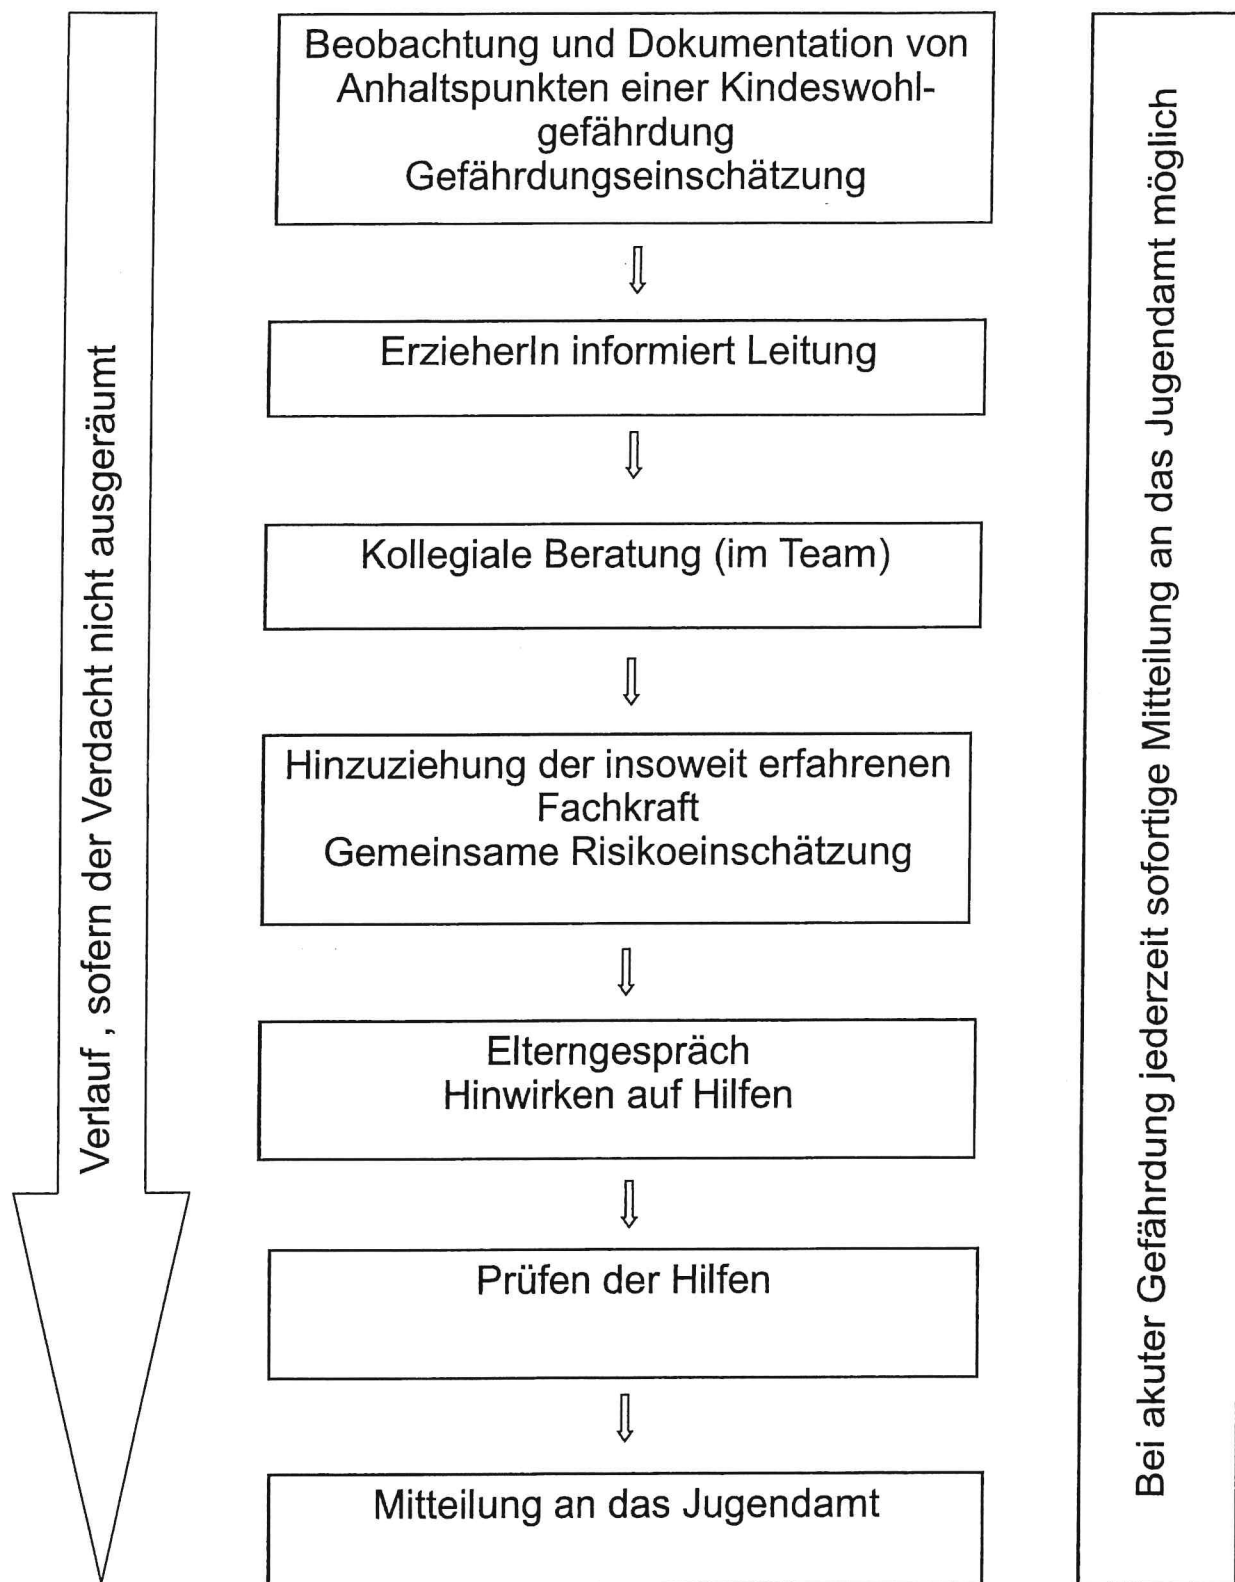 Verlauf , sofern der Verdacht nicht ausgeräumt
Beobachtung und Dokumentation von
Anhaltspunkten einer Kindeswohl-
gefährdung
Gefährdungseinschätzung
ErzieherIn informiert Leitung
Kollegiale Beratung (im Team)
Hinzuziehung der insoweit erfahrenen
Fachkraft
Gemeinsame Risikoeinschätzung
Elterngespräch
Hinwirken auf Hilfen
Prüfen der Hilfen
Mitteilung an das Jugendamt
Bei akuter Gefährdung jederzeit sofortige Mitteilung an das Jugendamt möglich